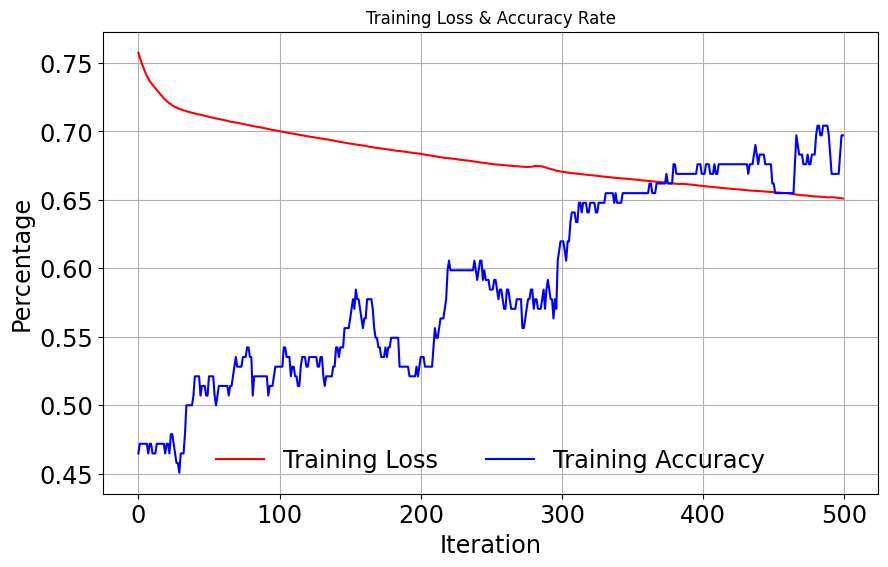 Training Loss & Accuracy Rate
0.75
0.70
0.65
0.60
0.55
0.50
0.45
Percentage
Training Loss Training Accuracy
0 100 200 300 400 500
Iteration